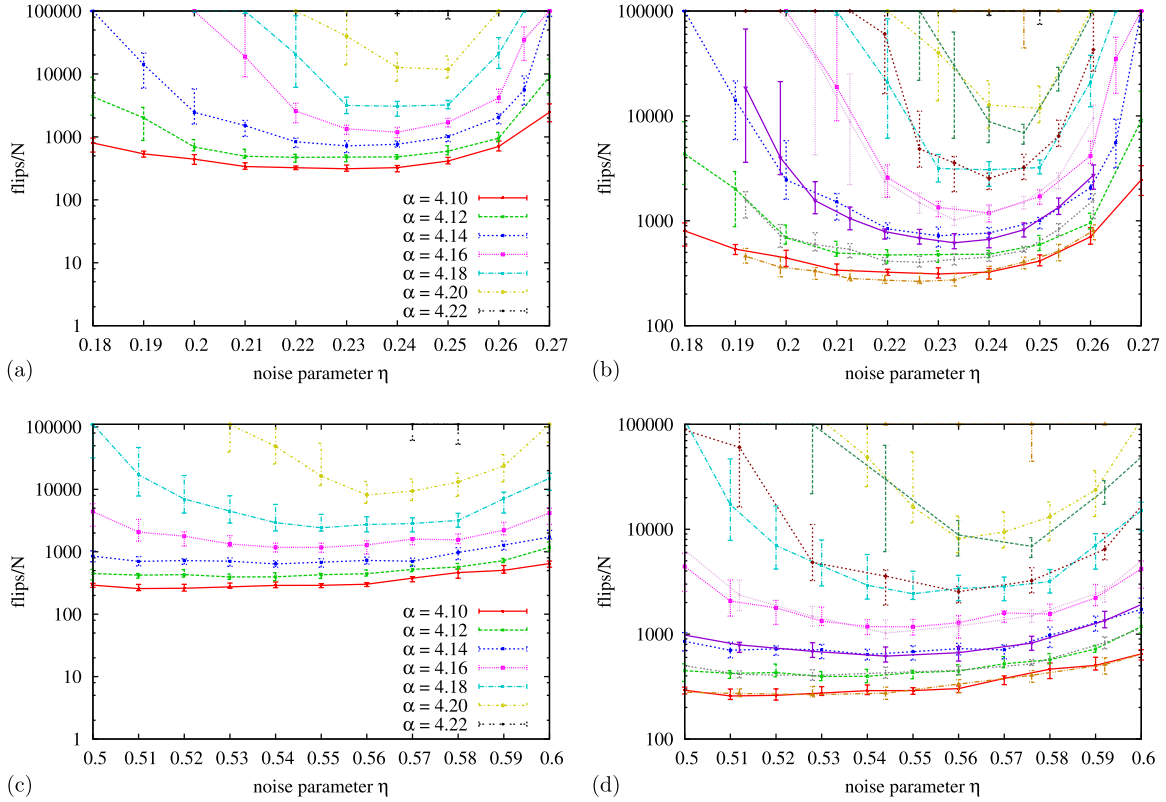 100000
10000
1000
100
10
1
flips/N
0.18 0.19 0.2 0.21 0.22 0.23 0.24 0.25 0.26 0.27
noise parameter η
α = 4.10
α = 4.12
α = 4.14
α = 4.16
α = 4.18
α = 4.20
α = 4.22
(a)
100000
10000
1000
100
flips/N
0.18 0.19 0.2 0.21 0.22 0.23 0.24 0.25 0.26 0.27
noise parameter η
(b)
100000
10000
1000
100
10
1
flips/N
0.5 0.51 0.52 0.53 0.54 0.55 0.56 0.57 0.58 0.59 0.6
noise parameter η
α = 4.10
α = 4.12
α = 4.14
α = 4.16
α = 4.18
α = 4.20
α = 4.22
(c)
100000
10000
1000
100
flips/N
0.5 0.51 0.52 0.53 0.54 0.55 0.56 0.57 0.58 0.59 0.6
noise parameter η
(d)